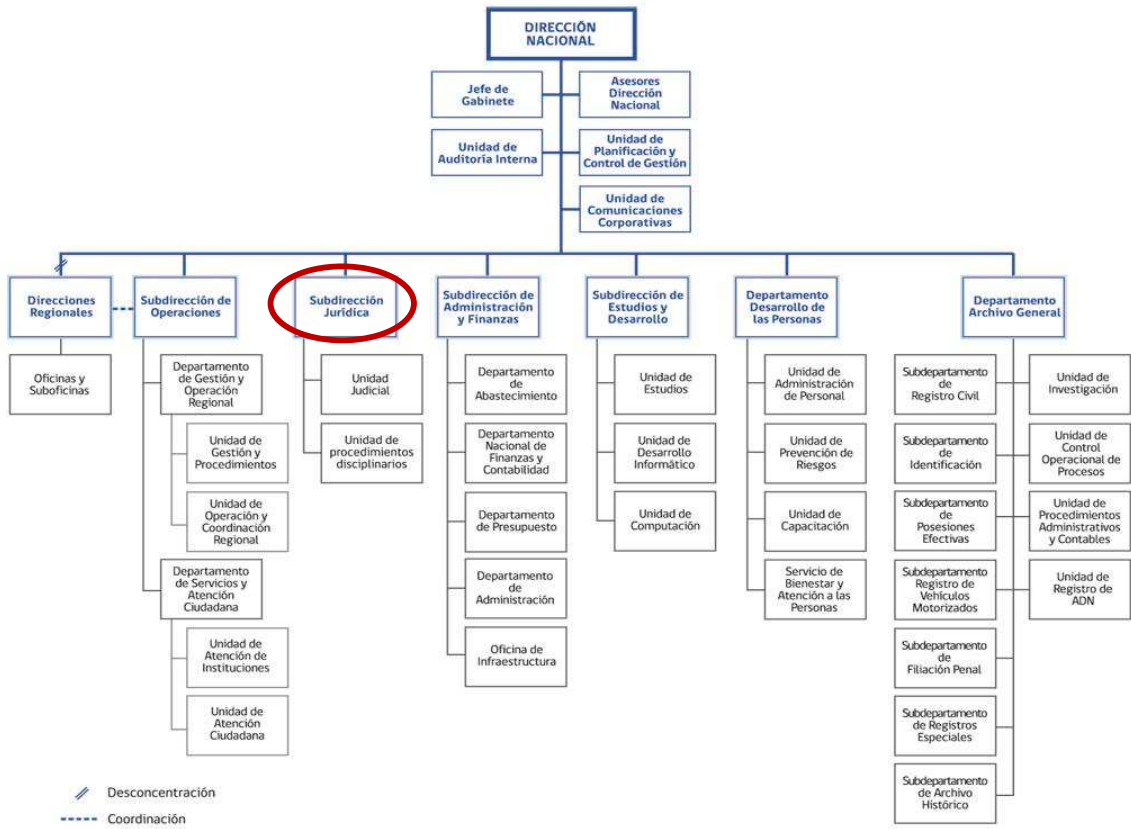 DIRECCIÓN
NACIONAL
Jefe de
Gabinete
Asesores
Dirección
Nacional
Unidad de
Auditoría Interna
Unidad de
Planificación y
Control de Gestión
Unidad de
Comunicaciones
Corporativas
Direcciones
Regionales
Subdirección de
Operaciones
Subdirección
Jurídica
Subdirección de
Administración
y Finanzas
Subdirección de
Estudios y
Desarrollo
Departamento
Desarrollo de
las Personas
Departamento
Archivo General
Oficinas y
Suboficinas
Departamento
de Gestión y
Operación
Regional
Unidad de
Gestión y
Procedimientos
Unidad de
Operación y
Coordinación
Regional
Departamento
de Servicios y
Atención
Ciudadana
Unidad de
Atención de
Instituciones
Unidad de
Atención
Ciudadana
Unidad
Judicial
Unidad de
procedimientos
disciplinarios
Departamento
de
Abastecimiento
Departamento
Nacional de
Finanzas y
Contabilidad
Departamento
de Presupuesto
Departamento
de
Administración
Oficina de
Infraestructura
Unidad de
Estudios
Unidad de
Desarrollo
Informático
Unidad de
Computación
Unidad de
Administración
de Personal
Unidad de
Prevención de
Riesgos
Unidad de
Capacitación
Servicio de
Bienestar y
Atención a las
Personas
Subdepartamento
de
Registro Civil
Subdepartamento
de
Identificación
Subdepartamento
de
Posesiones
Efectivas
Subdepartamento
Registro de
Vehículos
Motorizados
Subdepartamento
de
Filiación Penal
Subdepartamento
de Registros
Especiales
Subdepartamento
de Archivo
Histórico
Unidad de
Investigación
Unidad de
Control
Operacional de
Procesos
Unidad de
Procedimientos
Administrativos
y Contables
Unidad de
Registro de
ADN
Desconcentración
Coordinación